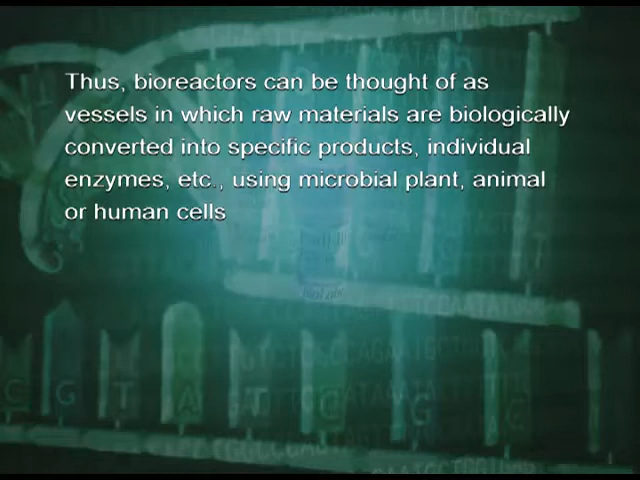 Thus, bioreactors can be thought of as
vessels in which raw materials are biologically
converted into specific products, individual
enzymes, etc., using microbial plant, animal
or human cells
G T A T C G C